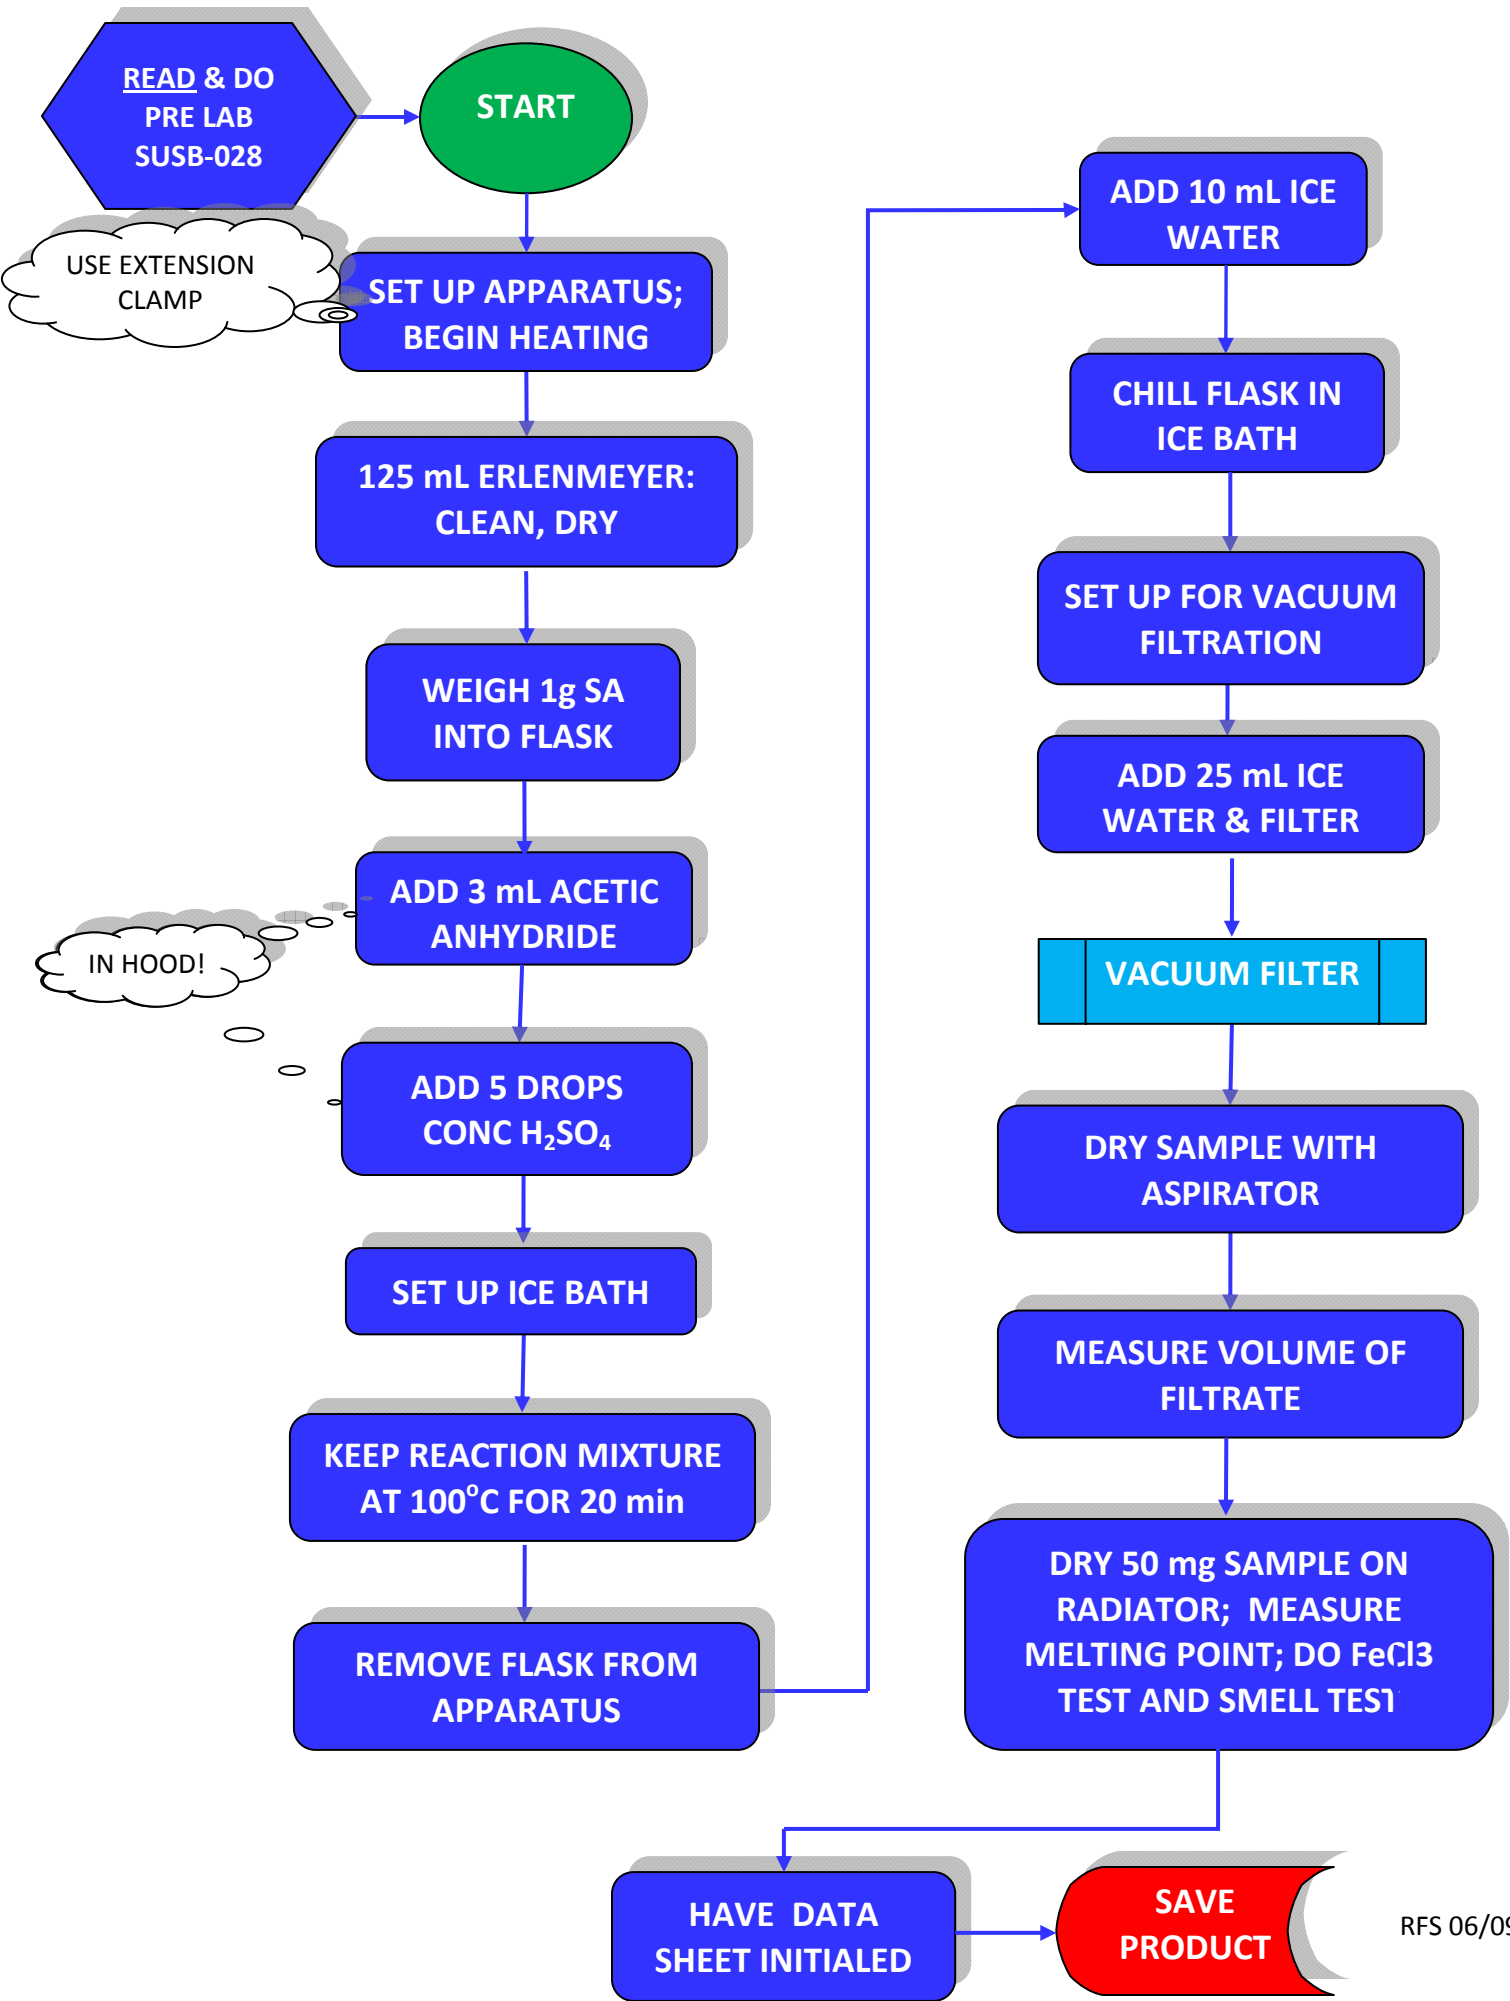 READ & DO
PRE LAB
SUSB-028
START
USE EXTENSION
CLAMP
SET UP APPARATUS;
BEGIN HEATING
125 mL ERLENMEYER:
CLEAN, DRY
WEIGH 1g SA
INTO FLASK
ADD 3 mL ACETIC
ANHYDRIDE
IN HOOD!
ADD 5 DROPS
CONC H₂SO₄
SET UP ICE BATH
KEEP REACTION MIXTURE
AT 100°C FOR 20 min
REMOVE FLASK FROM
APPARATUS
ADD 10 mL ICE
WATER
CHILL FLASK IN
ICE BATH
SET UP FOR VACUUM
FILTRATION
ADD 25 mL ICE
WATER & FILTER
VACUUM FILTER
DRY SAMPLE WITH
ASPIRATOR
MEASURE VOLUME OF
FILTRATE
DRY 50 mg SAMPLE ON
RADIATOR; MEASURE
MELTING POINT; DO FeCl3
TEST AND SMELL TEST
HAVE DATA
SHEET INITIALED
SAVE
PRODUCT
RFS 06/09